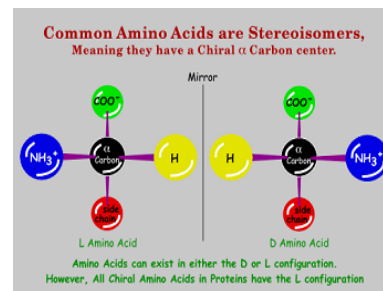 Common Amino Acids are Stereoisomers,
Meaning they have a Chiral α Carbon center.
Mirror
COO⁻
COO⁻
NH₃⁺
α
Carbon
H
H
α
Carbon
NH₃⁺
side
chain
side
chain
L Amino Acid
D Amino Acid
Amino Acids can exist in either the D or L configuration.
However, All Chiral Amino Acids in Proteins have the L configuration